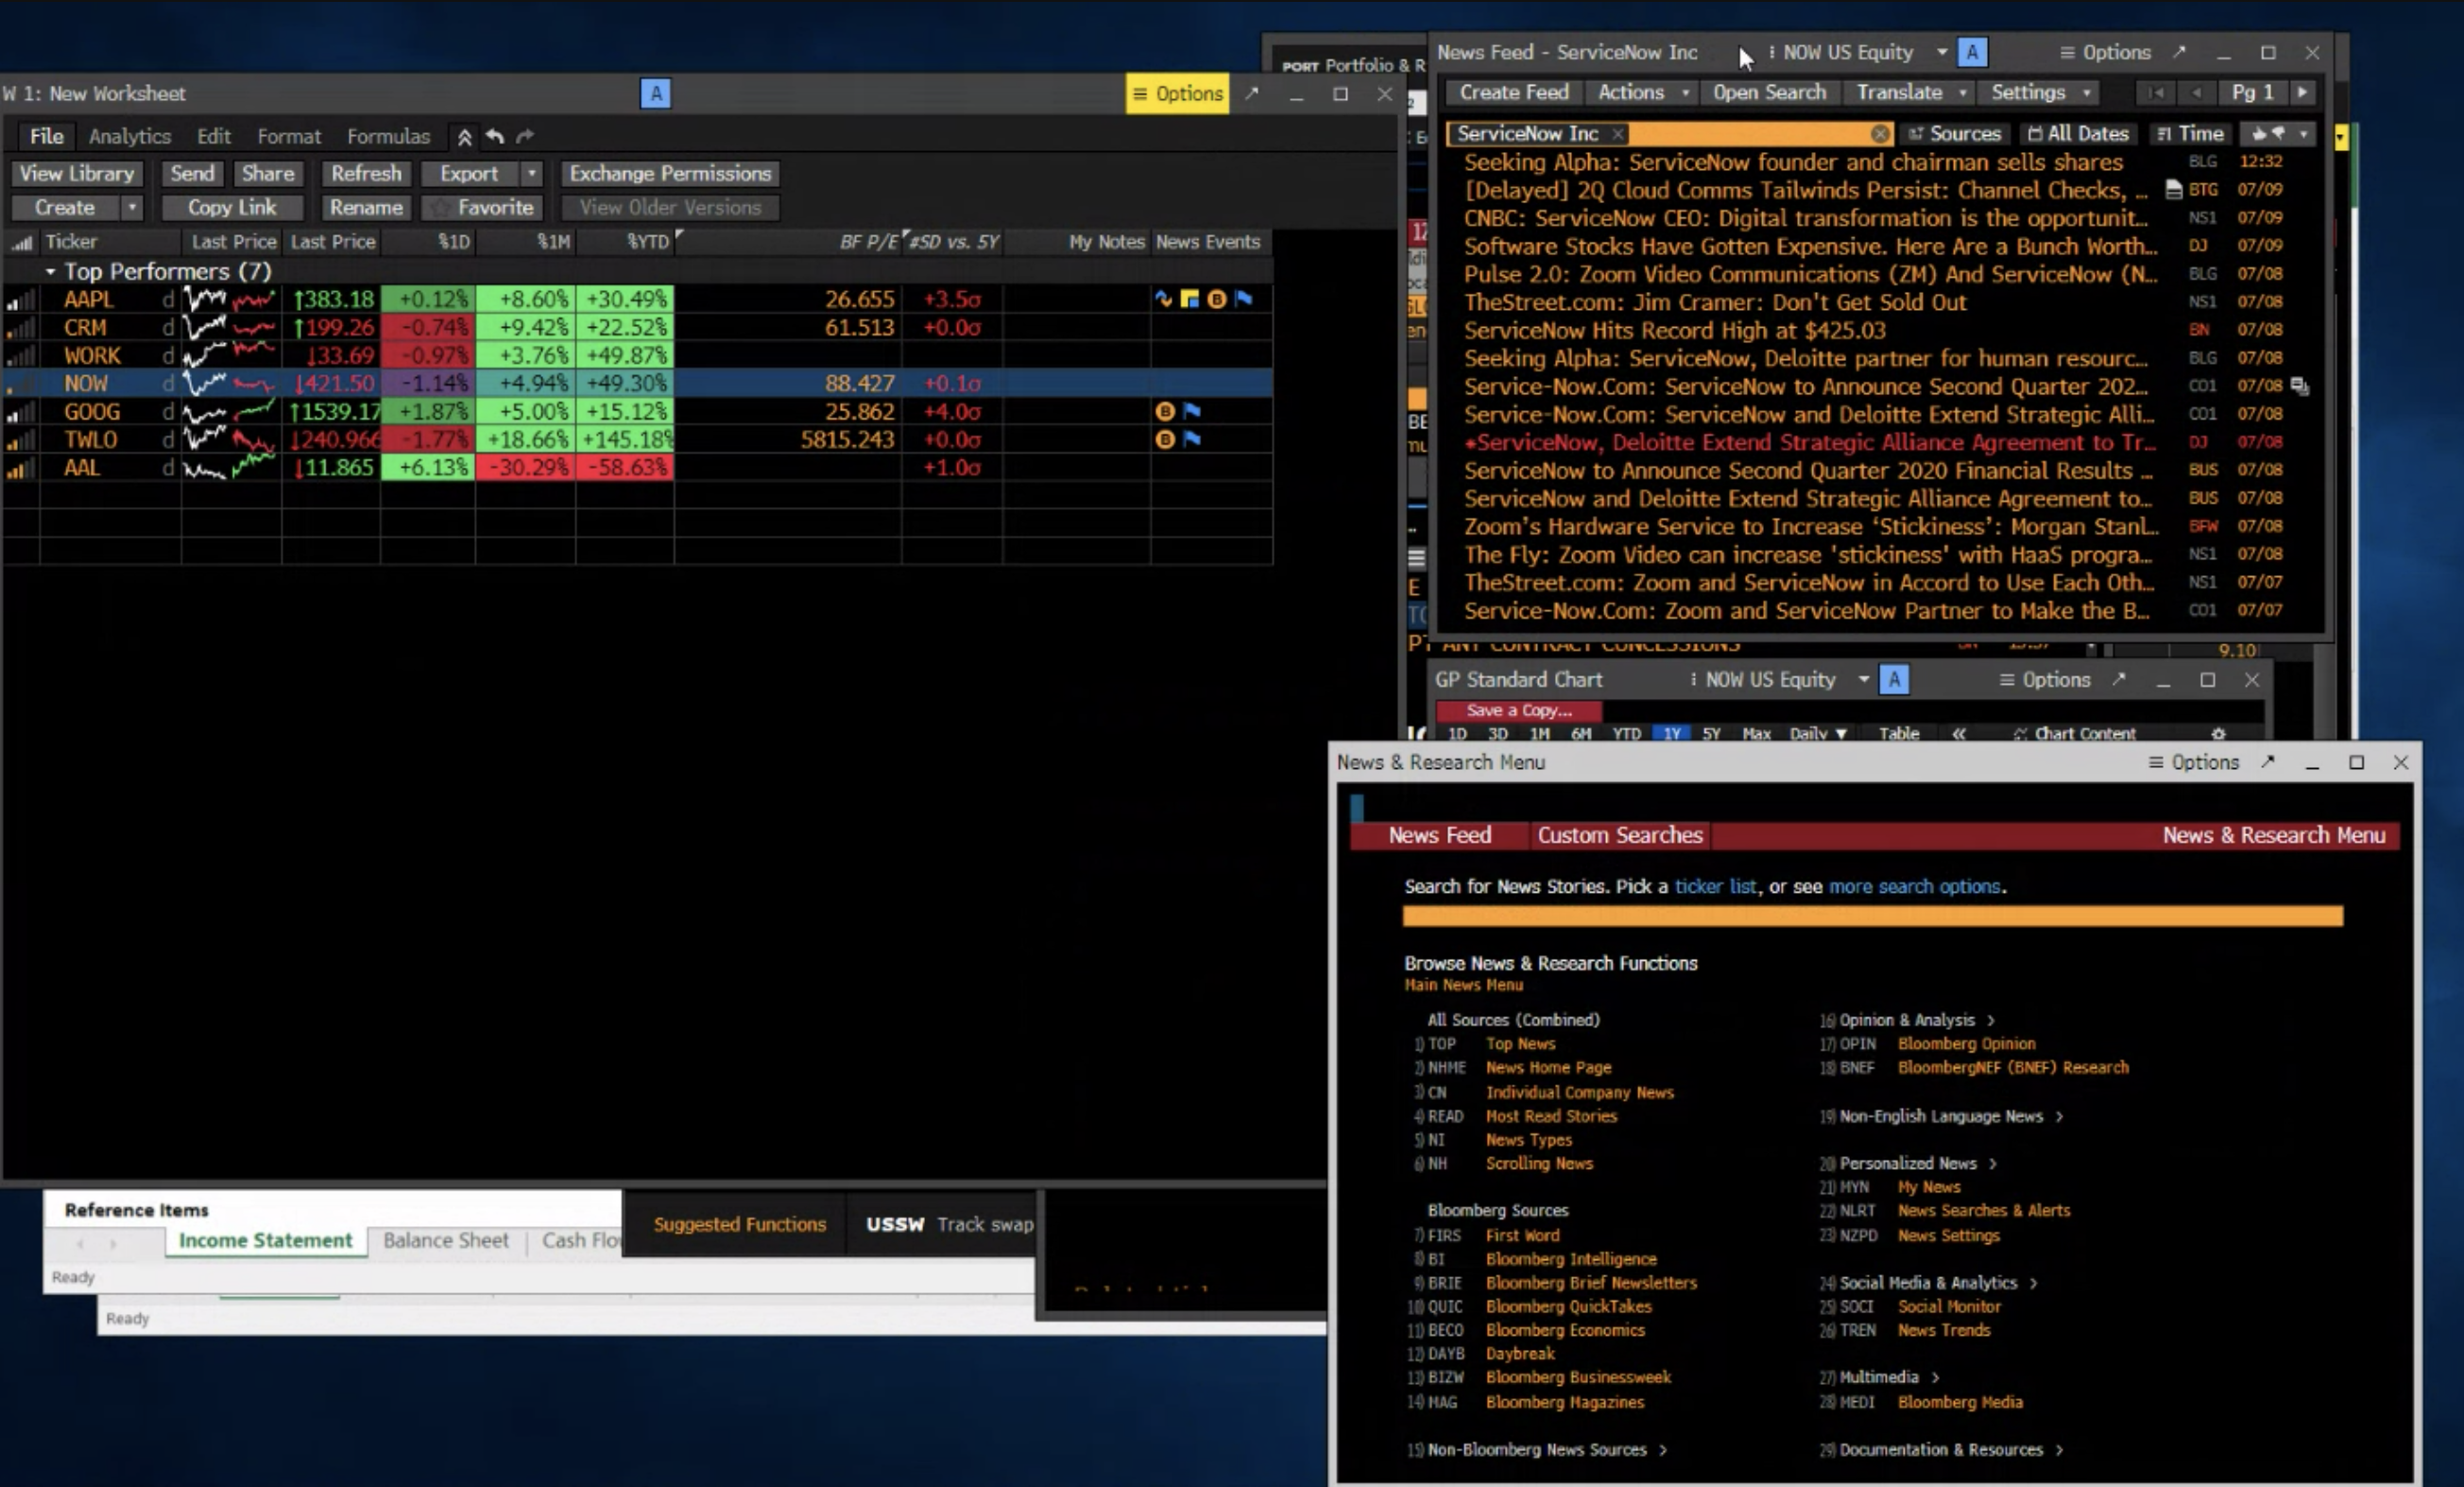 PORT Portfolio & R
W 1: New Worksheet A Options
File Analytics Edit Format Formulas
View Library Send Share Refresh Export Exchange Permissions
Create Copy Link Rename Favorite View Older Versions
Ticker Last Price Last Price %1D %1M %YTD BF P/E #SD vs. 5Y My Notes News Events
Top Performers (7)
AAPL d ↑383.18 +0.12% +8.60% +30.49% 26.655 +3.5σ
CRM d ↑199.26 -0.74% +9.42% +22.52% 61.513 +0.0σ
WORK d ↓33.69 -0.97% +3.76% +49.87%
NOW d ↓421.50 -1.14% +4.94% +49.30% 88.427 +0.1σ
GOOG d ↑1539.17 +1.87% +5.00% +15.12% 25.862 +4.0σ
TWLO d ↓240.966 -1.77% +18.66% +145.18% 5815.243 +0.0σ
AAL d ↓11.865 +6.13% -30.29% -58.63% +1.0σ
News Feed - ServiceNow Inc NOW US Equity A Options
Create Feed Actions Open Search Translate Settings Pg 1
ServiceNow Inc Sources All Dates Time
Seeking Alpha: ServiceNow founder and chairman sells shares BLG 12:32
[Delayed] 2Q Cloud Comms Tailwinds Persist: Channel Checks, … BTG 07/09
CNBC: ServiceNow CEO: Digital transformation is the opportunit… NS1 07/09
Software Stocks Have Gotten Expensive. Here Are a Bunch Worth… DJ 07/09
Pulse 2.0: Zoom Video Communications (ZM) And ServiceNow (N… BLG 07/08
TheStreet.com: Jim Cramer: Don't Get Sold Out NS1 07/08
ServiceNow Hits Record High at $425.03 BN 07/08
Seeking Alpha: ServiceNow, Deloitte partner for human resourc… BLG 07/08
Service-Now.Com: ServiceNow to Announce Second Quarter 202… CO1 07/08
Service-Now.Com: ServiceNow and Deloitte Extend Strategic Alli… CO1 07/08
*ServiceNow, Deloitte Extend Strategic Alliance Agreement to Tr… DJ 07/08
ServiceNow to Announce Second Quarter 2020 Financial Results … BUS 07/08
ServiceNow and Deloitte Extend Strategic Alliance Agreement to… BUS 07/08
Zoom's Hardware Service to Increase ‘Stickiness’: Morgan Stanl… BFW 07/08
The Fly: Zoom Video can increase 'stickiness' with HaaS progra… NS1 07/08
TheStreet.com: Zoom and ServiceNow in Accord to Use Each Oth… NS1 07/07
Service-Now.Com: Zoom and ServiceNow Partner to Make the B… CO1 07/07
ANY CONTRACT CONCESSIONS 9.10
GP Standard Chart NOW US Equity A Options
Save a Copy...
1D 3D 1M 6M YTD 1Y 5Y Max Daily ▼ Table « Chart Content
News & Research Menu Options
News Feed Custom Searches News & Research Menu
Search for News Stories. Pick a ticker list, or see more search options.
Browse News & Research Functions
Main News Menu
All Sources (Combined)
1) TOP Top News
2) NHME News Home Page
3) CN Individual Company News
4) READ Most Read Stories
5) NI News Types
6) NH Scrolling News
Bloomberg Sources
7) FIRS First Word
8) BI Bloomberg Intelligence
9) BRIE Bloomberg Brief Newsletters
10) QUIC Bloomberg QuickTakes
11) BECO Bloomberg Economics
12) DAYB Daybreak
13) BIZW Bloomberg Businessweek
14) MAG Bloomberg Magazines
15) Non-Bloomberg News Sources >
16) Opinion & Analysis >
17) OPIN Bloomberg Opinion
18) BNEF BloombergNEF (BNEF) Research
19) Non-English Language News >
20) Personalized News >
21) MYN My News
22) NLRT News Searches & Alerts
23) NZPD News Settings
24) Social Media & Analytics >
25) SOCI Social Monitor
26) TREN News Trends
27) Multimedia >
28) MEDI Bloomberg Media
29) Documentation & Resources >
Reference Items
Income Statement Balance Sheet Cash Flo
Ready
Ready
Suggested Functions USSW Track swap